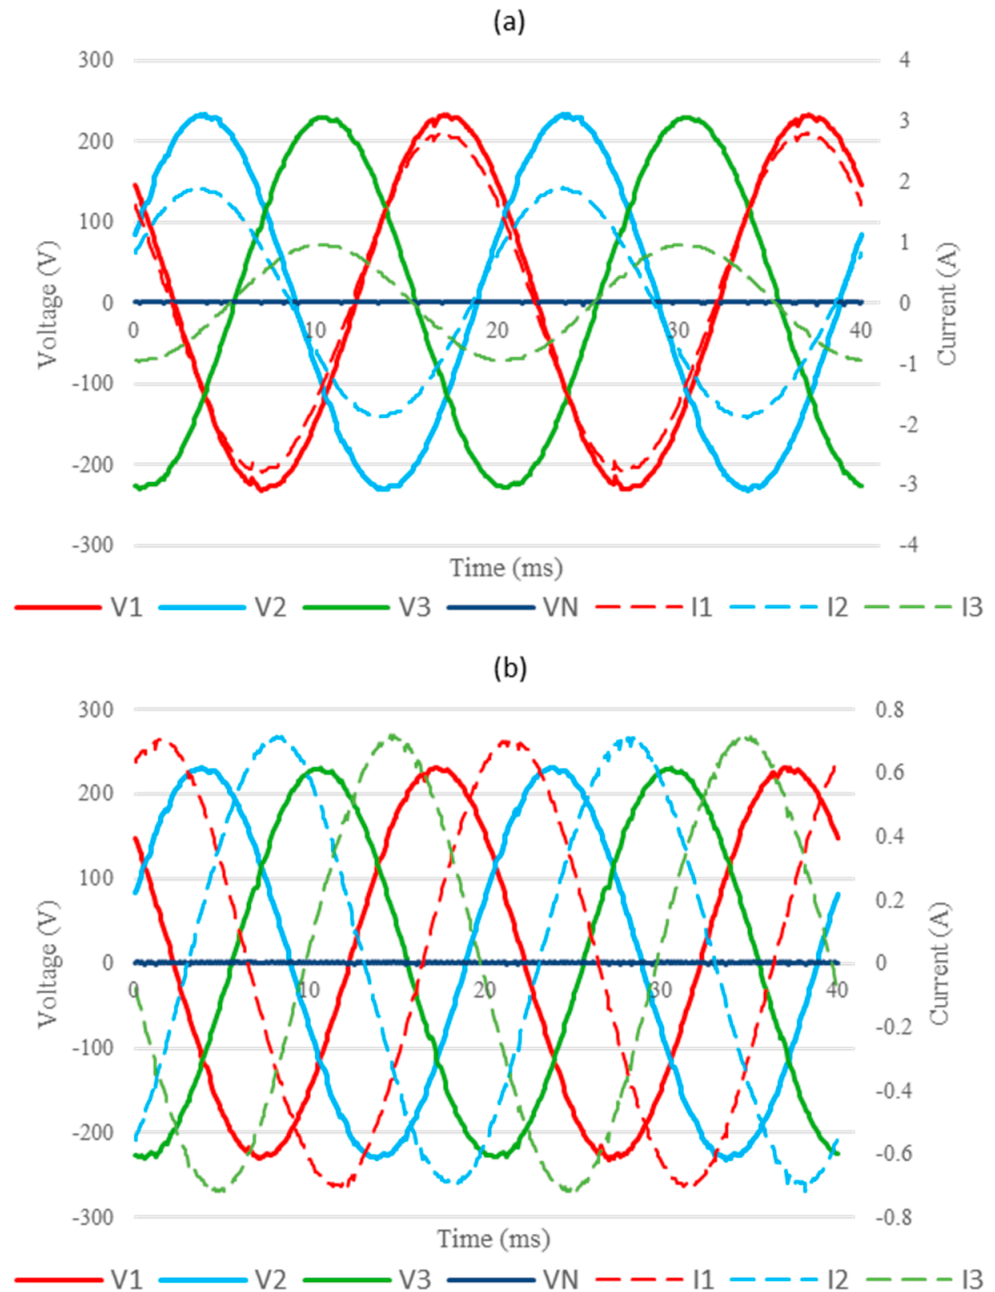 (a)
300 4
200 3
100 2
0 1
-100 0
-200 -1
-300 -2
-3
-4
0 10 20 30 40
Voltage (V)
Current (A)
Time (ms)
V1 V2 V3 VN I1 I2 I3
(b)
300 0.8
200 0.6
100 0.4
0 0.2
-100 0
-200 -0.2
-300 -0.4
-0.6
-0.8
0 10 20 30 40
Voltage (V)
Current (A)
Time (ms)
V1 V2 V3 VN I1 I2 I3